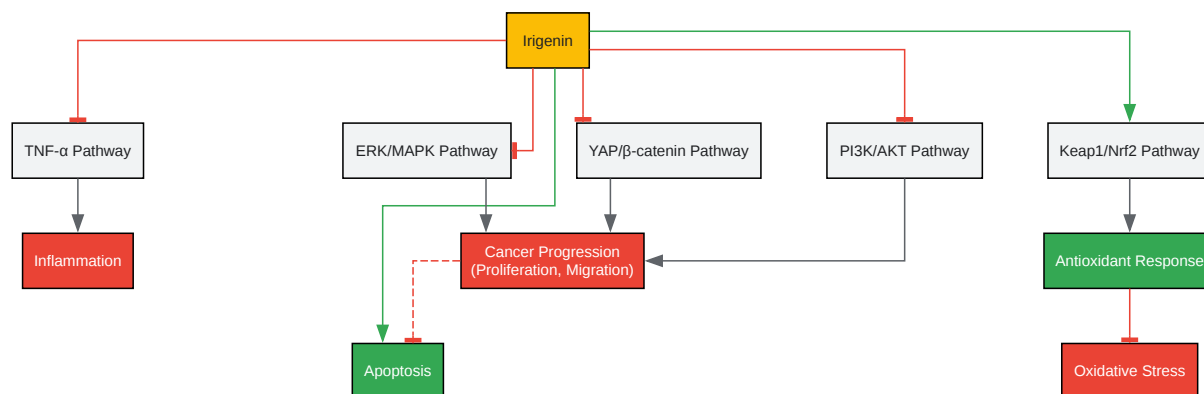 Irigenin
TNF-α Pathway
ERK/MAPK Pathway
YAP/β-catenin Pathway
PI3K/AKT Pathway
Keap1/Nrf2 Pathway
Inflammation
Cancer Progression
(Proliferation, Migration)
Antioxidant Response
Apoptosis
Oxidative Stress